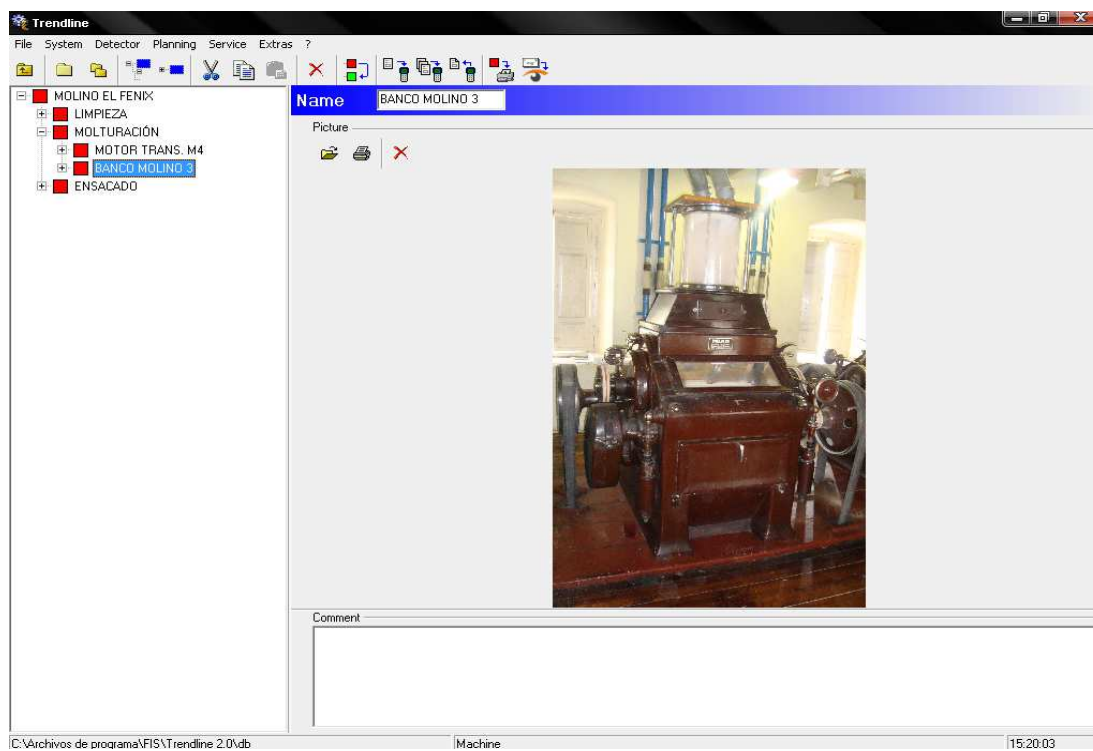 Trendline
File System Detector Planning Service Extras ?
MOLINO EL FENIX
LIMPIEZA
MOLTURACIÓN
MOTOR TRANS. M4
BANCO MOLINO 3
ENSACADO
Name BANCO MOLINO 3
Picture
Comment
C:\Archivos de programa\FIS\Trendline 2.0\db Machine 15:20:03